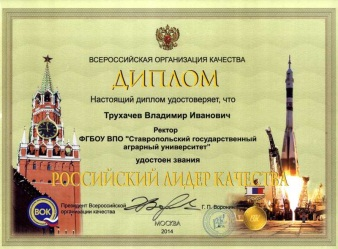 ВСЕРОССИЙСКАЯ ОРГАНИЗАЦИЯ КАЧЕСТВА
ДИПЛОМ
Настоящий диплом удостоверяет, что
Трухачев Владимир Иванович
Ректор
ФГБОУ ВПО "Ставропольский государственный
аграрный университет"
удостоен звания
РОССИЙСКИЙ ЛИДЕР КАЧЕСТВА
ВОК
Президент Всероссийской
организации качества
Г. П. Воронин
МОСКВА
2014